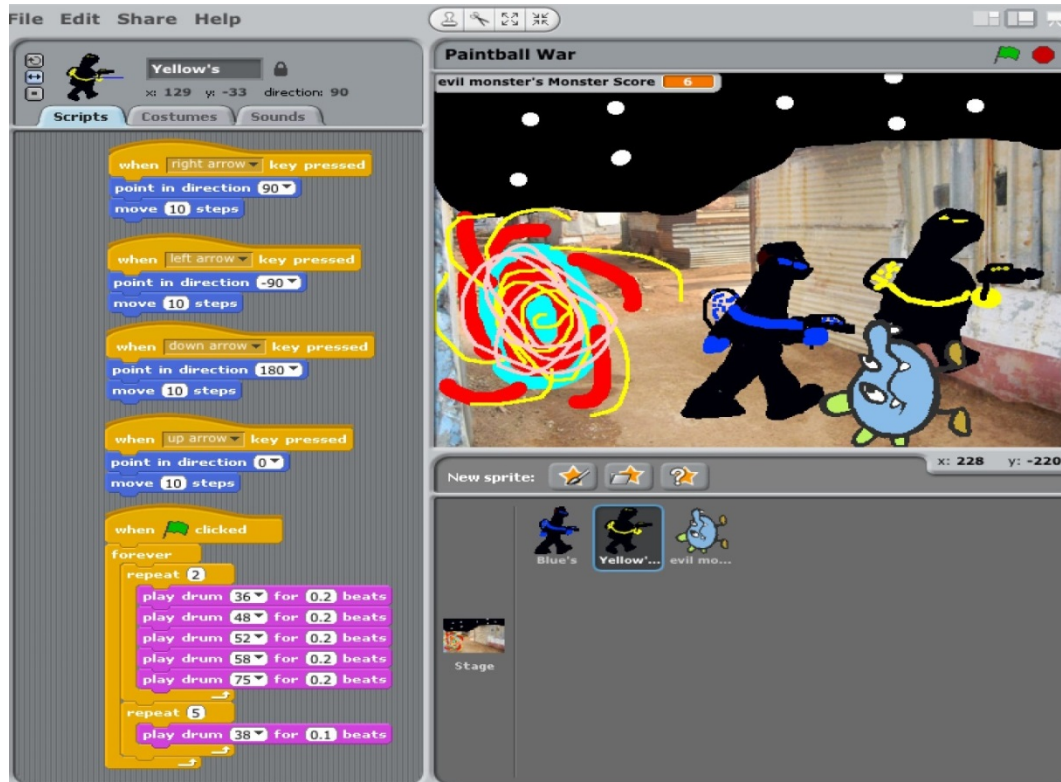 File Edit Share Help
Yellow's
x: 129 y: -33 direction: 90
Scripts Costumes Sounds
when right arrow key pressed
point in direction 90
move 10 steps
when left arrow key pressed
point in direction -90
move 10 steps
when down arrow key pressed
point in direction 180
move 10 steps
when up arrow key pressed
point in direction 0
move 10 steps
when clicked
forever
repeat 2
play drum 36 for 0.2 beats
play drum 48 for 0.2 beats
play drum 52 for 0.2 beats
play drum 58 for 0.2 beats
play drum 75 for 0.2 beats
repeat 5
play drum 38 for 0.1 beats
Paintball War
evil monster's Monster Score 6
x: 228 y: -220
New sprite:
Blue's Yellow'... evil mo...
Stage